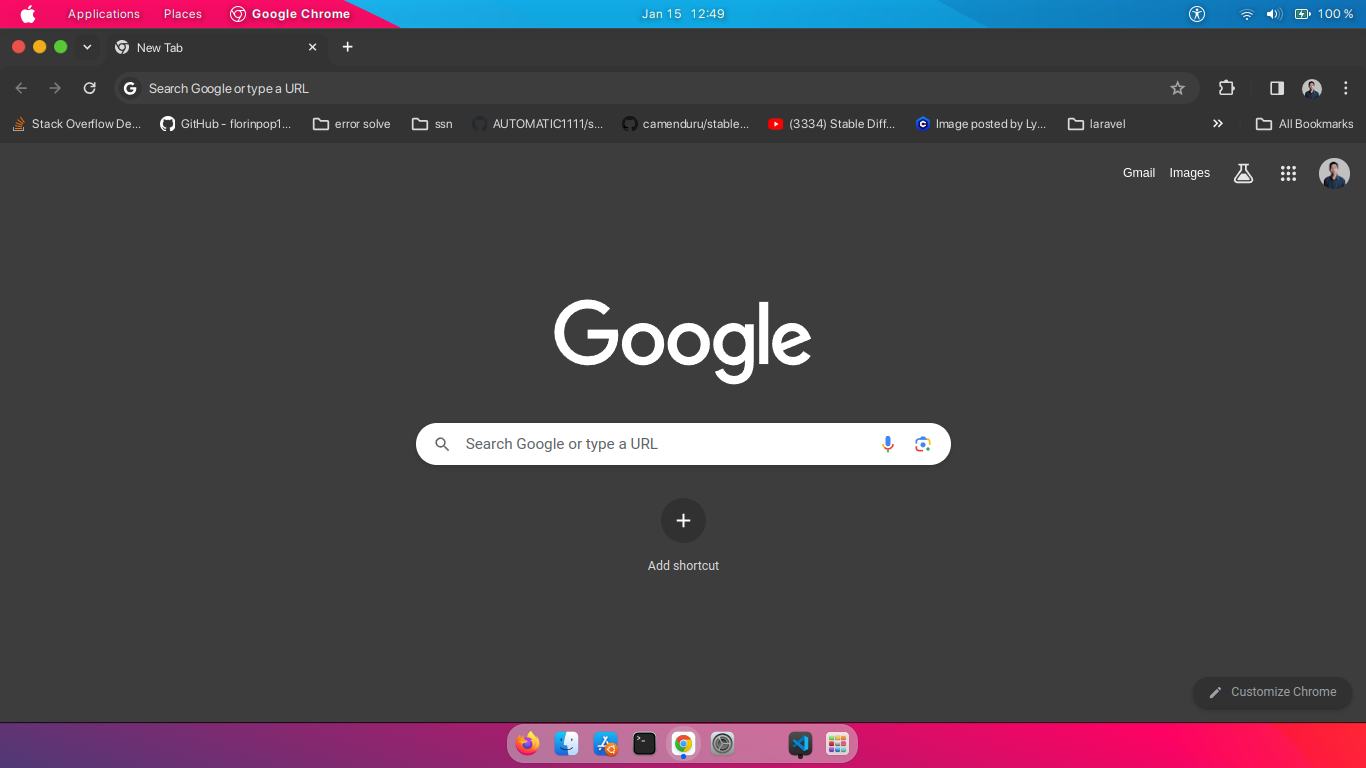 Applications Places Google Chrome Jan 15 12:49 100 %
New Tab
Search Google or type a URL
Stack Overflow De... GitHub - florinpop1... error solve ssn AUTOMATIC1111/s... camenduru/stable... (3334) Stable Diff... Image posted by Ly... laravel All Bookmarks
Gmail Images
Google
Search Google or type a URL
Add shortcut
Customize Chrome